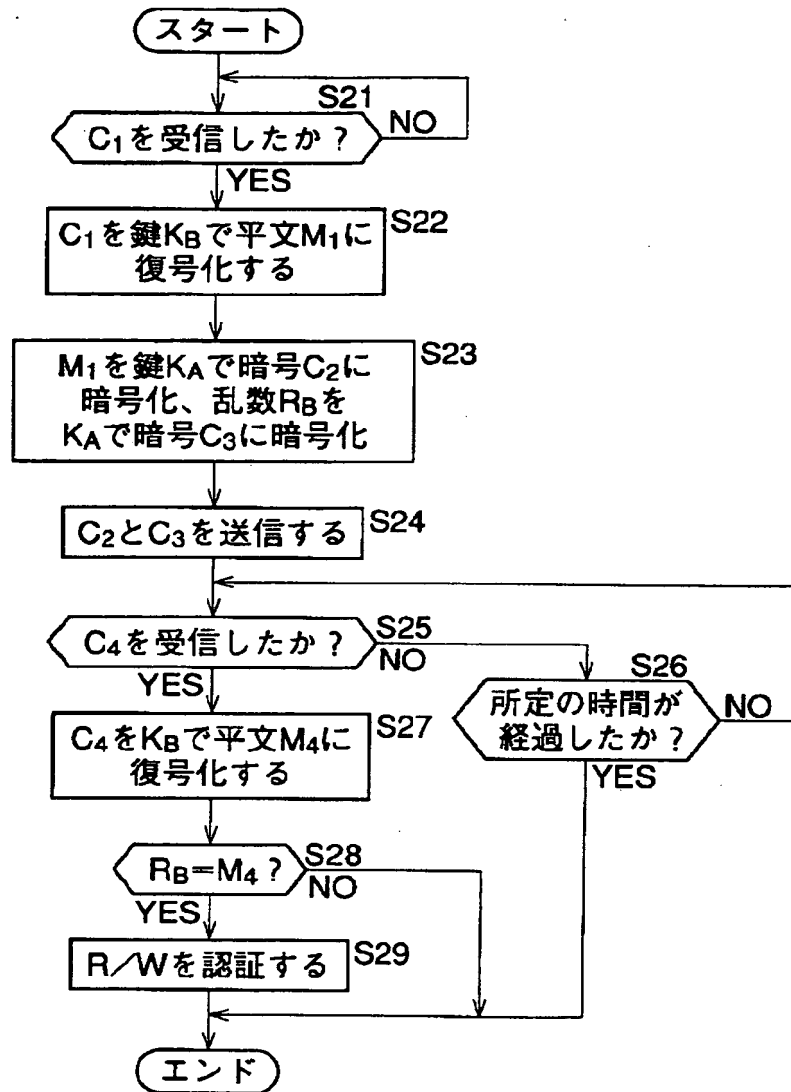 スタート
S21
C₁を受信したか？
NO
YES
S22
C₁を鍵K_Bで平文M₁に
復号化する
S23
M₁を鍵K_Aで暗号C₂に
暗号化、乱数R_Bを
K_Aで暗号C₃に暗号化
C₂とC₃を送信する
S24
C₄を受信したか？
S25
NO
YES
S26
所定の時間が
経過したか？
NO
YES
S27
C₄をK_Bで平文M₄に
復号化する
R_B=M₄？
S28
NO
YES
R／Wを認証する
S29
エンド